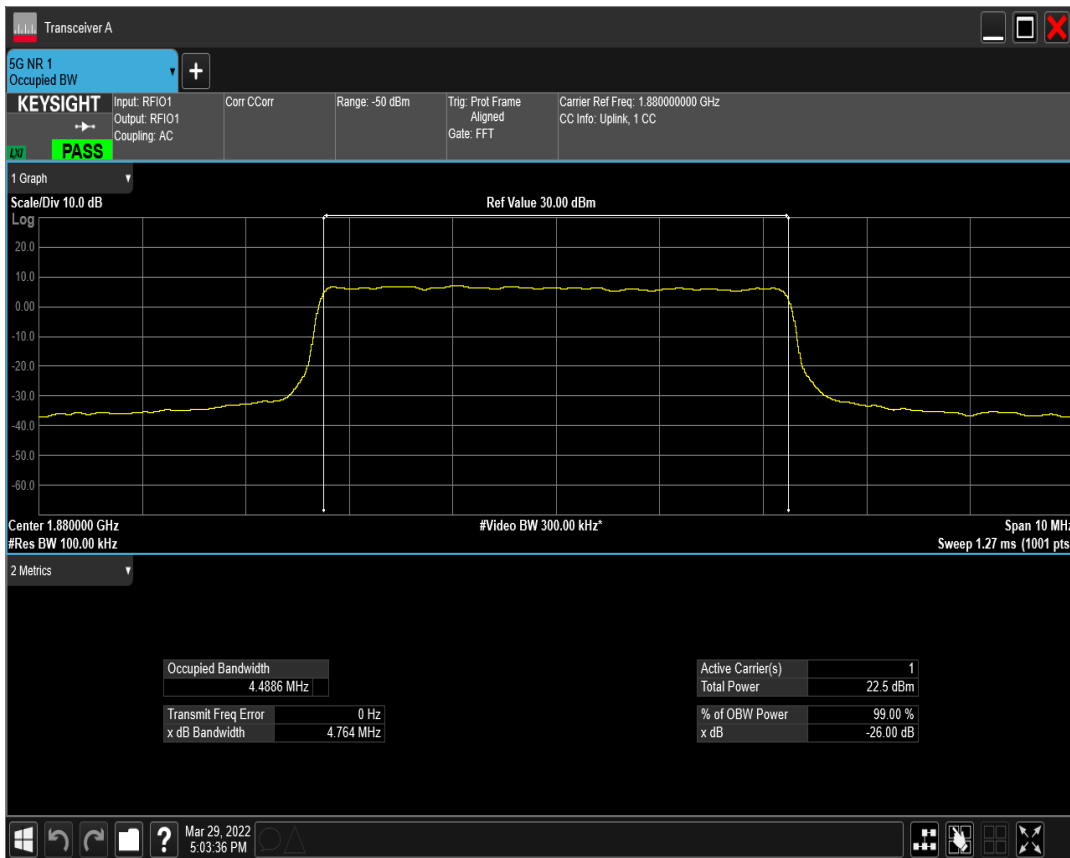 Transceiver A
5G NR 1
Occupied BW
+
KEYSIGHT
LXI
PASS
Input: RFIO1
Output: RFIO1
Coupling: AC
Corr CCorr
Range: -50 dBm
Trig: Prot Frame
Aligned
Gate: FFT
Carrier Ref Freq: 1.880000000 GHz
CC Info: Uplink, 1 CC
1 Graph
Scale/Div 10.0 dB
Ref Value 30.00 dBm
Log
20.0
10.0
0.00
-10.0
-20.0
-30.0
-40.0
-50.0
-60.0
Center 1.880000 GHz
#Video BW 300.00 kHz*
Span 10 MHz
#Res BW 100.00 kHz
Sweep 1.27 ms (1001 pts
2 Metrics
Occupied Bandwidth
4.4886 MHz
Transmit Freq Error 0 Hz
x dB Bandwidth 4.764 MHz
Active Carrier(s) 1
Total Power 22.5 dBm
% of OBW Power 99.00 %
x dB -26.00 dB
?
Mar 29, 2022
5:03:36 PM